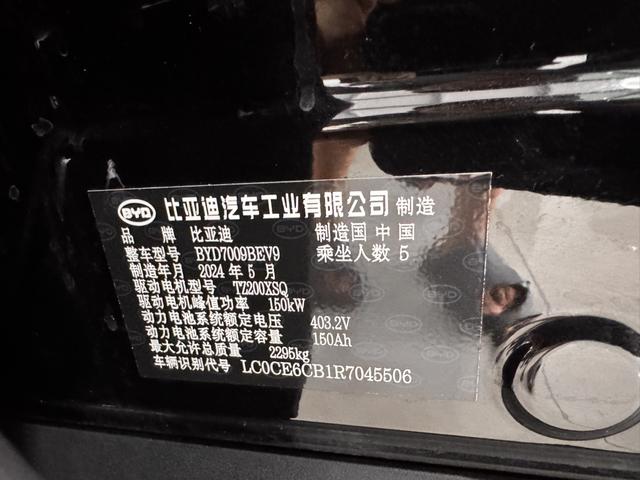 BYD 比亚迪汽车工业有限公司 制造
品 牌 比亚迪 制造国 中国
整车型号 BYD7009BEV9 乘坐人数 5
制造年月 2024 年 5 月
驱动电机型号 TZ200XSQ
驱动电机峰值功率 150kW
动力电池系统额定电压 403.2V
动力电池系统额定容量 150Ah
最大允许总质量 2295kg
车辆识别代号 LC0CE6CB1R7045506